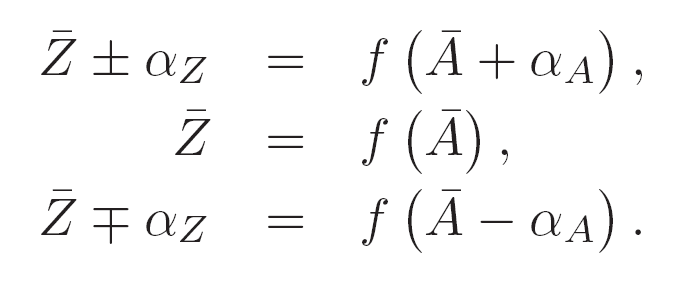 Z̄ ± α_Z = f (Ā + α_A) ,
Z̄ = f (Ā) ,
Z̄ ∓ α_Z = f (Ā − α_A) .